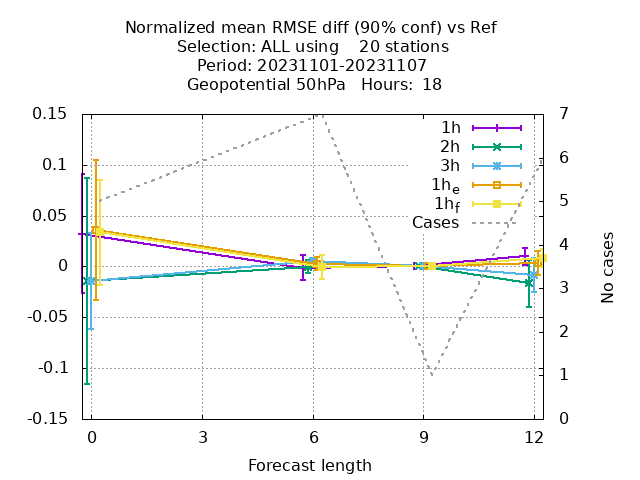 Normalized mean RMSE diff (90% conf) vs Ref
Selection: ALL using    20 stations
Period: 20231101-20231107
Geopotential 50hPa   Hours:  18
0.15
0.1
0.05
0
-0.05
-0.1
-0.15
7
6
5
4
3
2
1
0
1h
2h
3h
1he
1hf
Cases
No cases
0 3 6 9 12
Forecast length